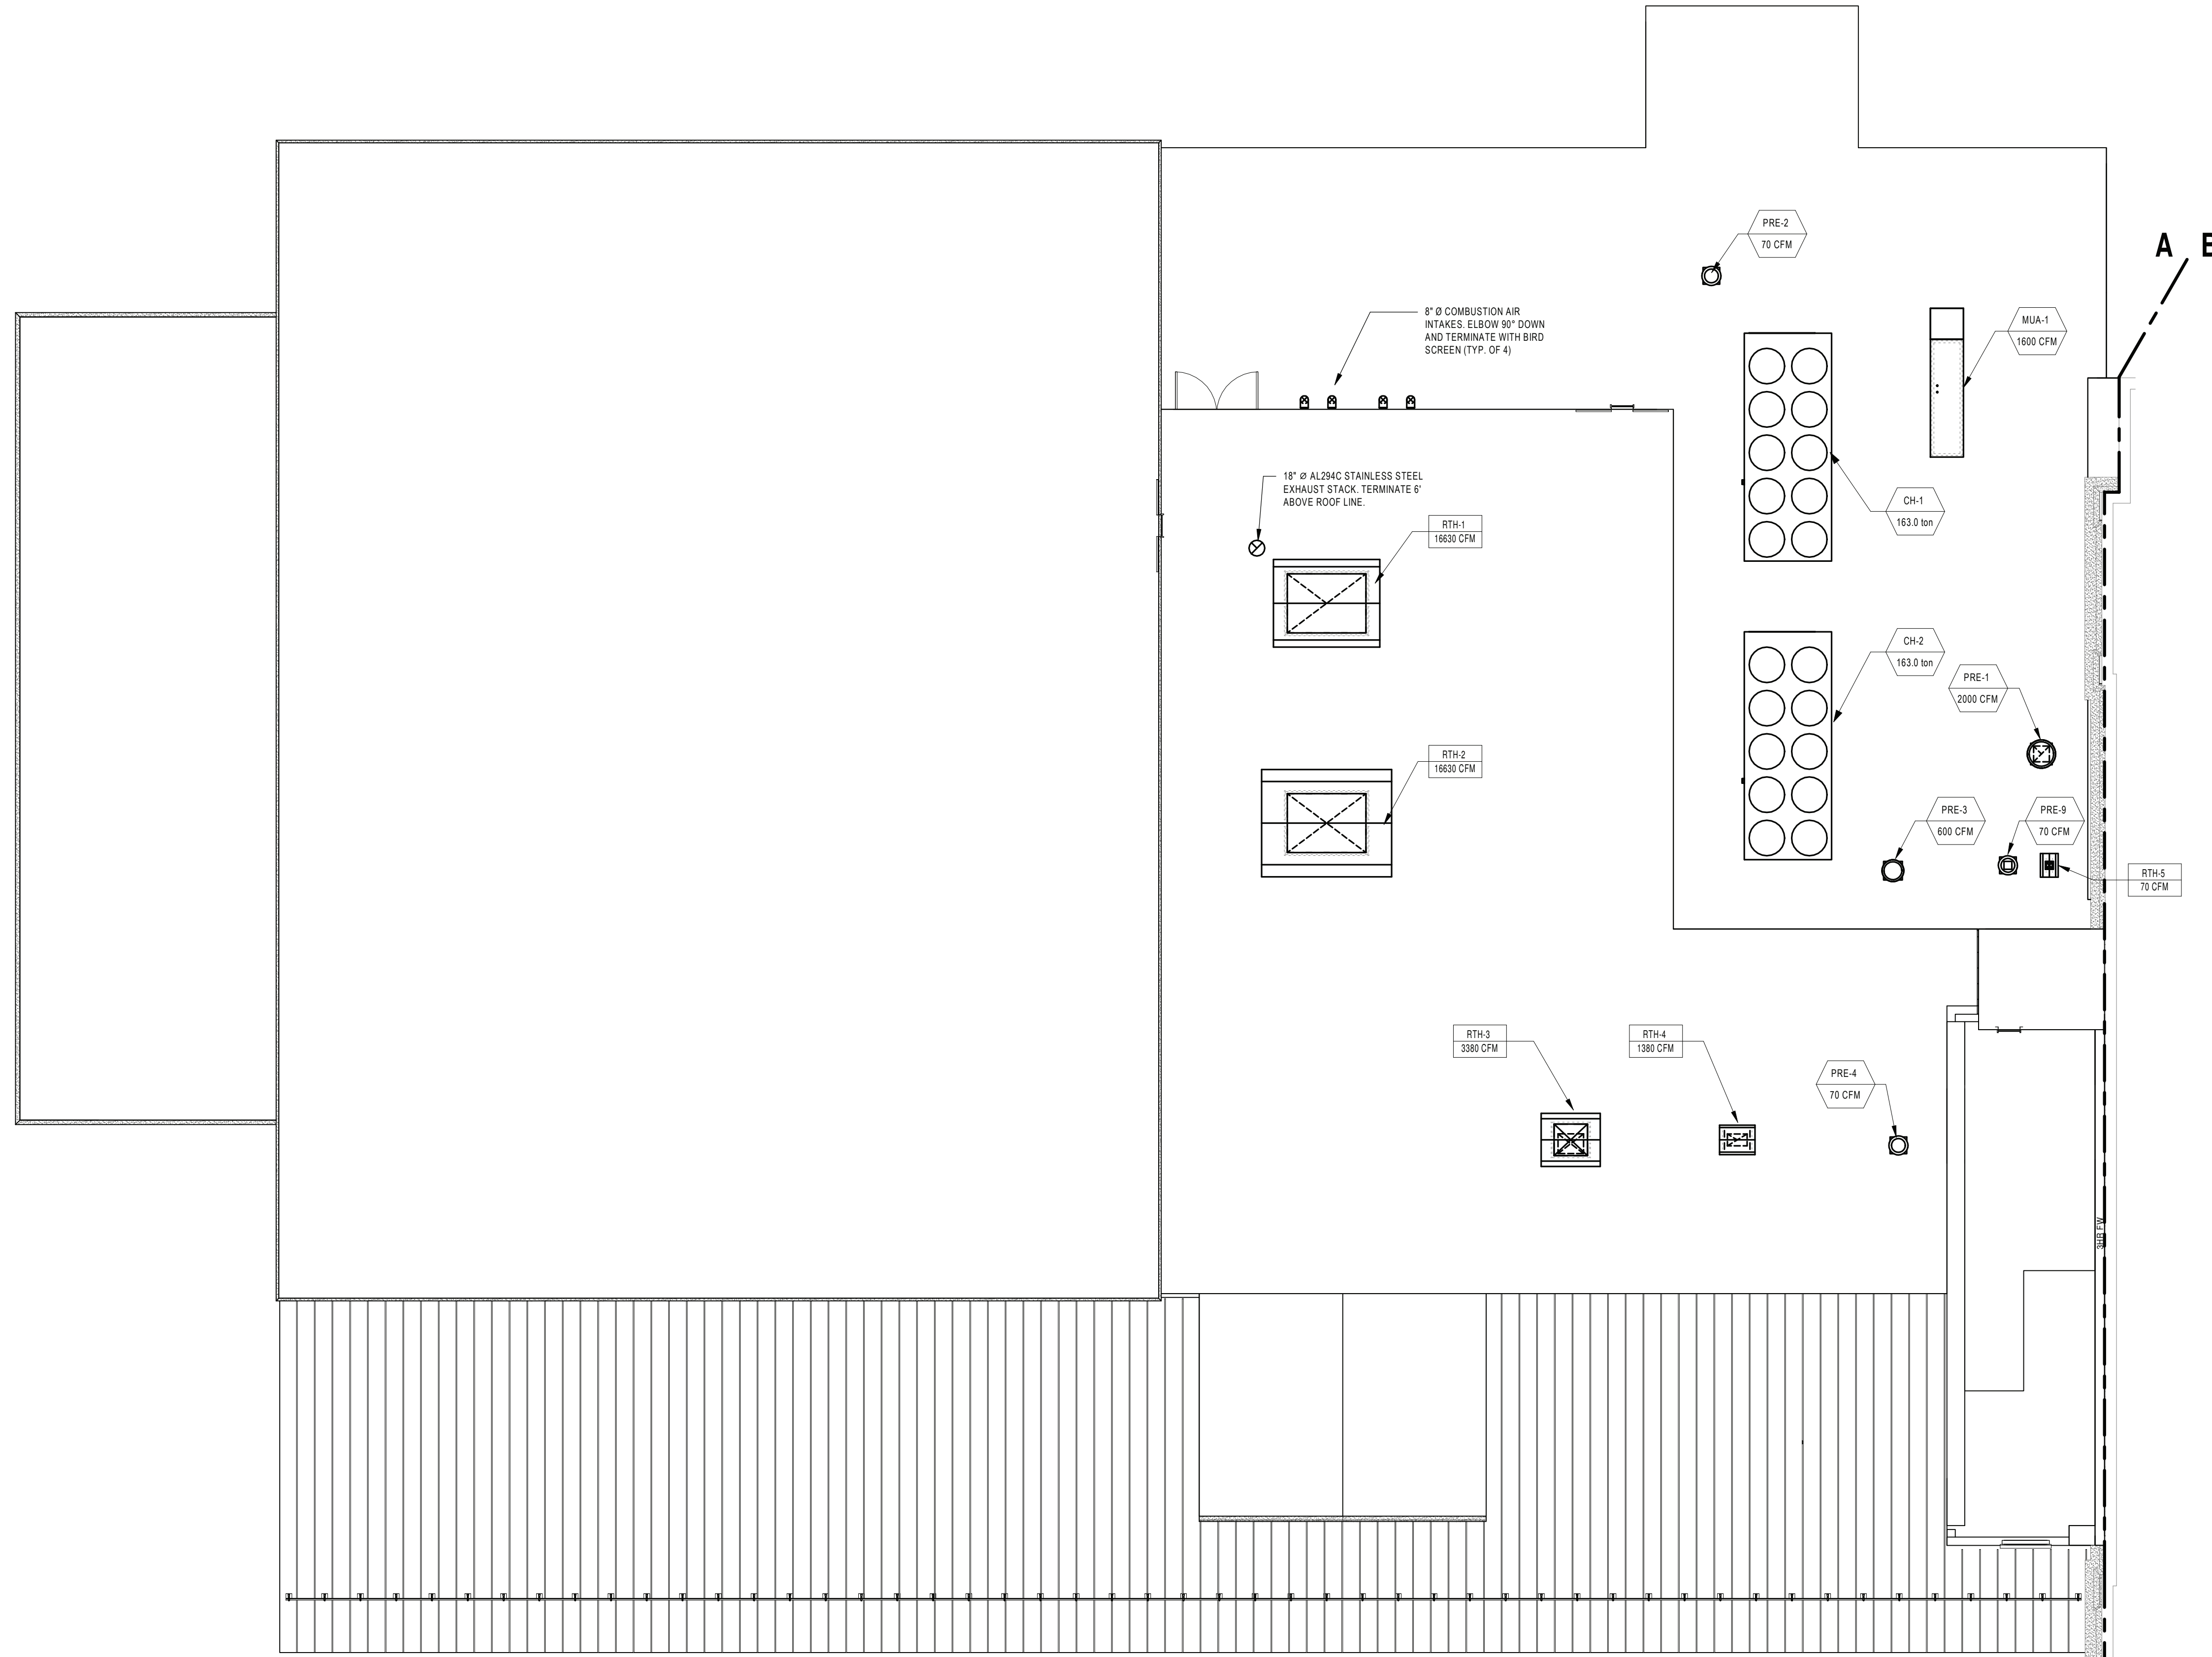 PRE-2
70 CFM
A B
8" Ø COMBUSTION AIR
INTAKES. ELBOW 90° DOWN
AND TERMINATE WITH BIRD
SCREEN (TYP. OF 4)
MUA-1
1600 CFM
18" Ø AL294C STAINLESS STEEL
EXHAUST STACK. TERMINATE 6'
ABOVE ROOF LINE.
CH-1
163.0 ton
RTH-1
16630 CFM
CH-2
163.0 ton
PRE-1
2000 CFM
RTH-2
16630 CFM
PRE-3
600 CFM
PRE-9
70 CFM
RTH-5
70 CFM
RTH-3
3380 CFM
RTH-4
1380 CFM
PRE-4
70 CFM
3HR FW